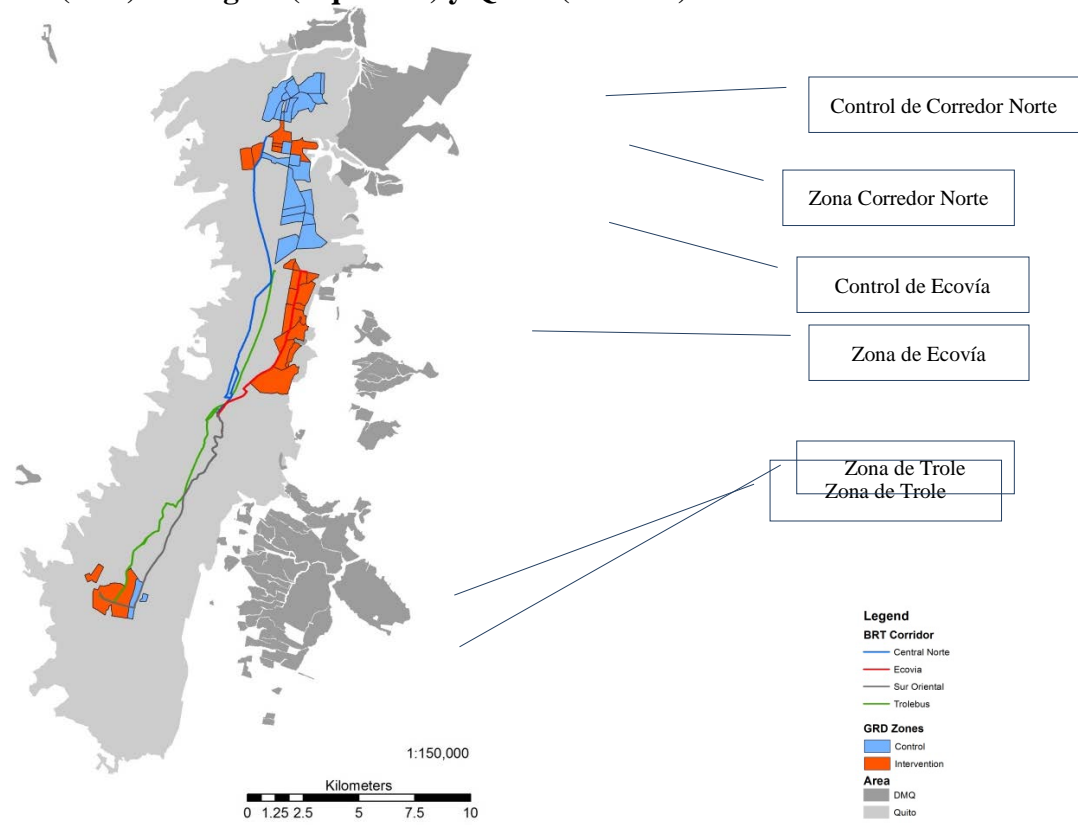 Control de Corredor Norte
Zona Corredor Norte
Control de Ecovía
Zona de Ecovía
Zona de Trole
Zona de Trole
Legend
BRT Corridor
Central Norte
Ecovia
Sur Oriental
Trolebus
GRD Zones
Control
Intervention
Area
DMQ
Quito
1:150,000
Kilometers
0 1.25 2.5 5 7.5 10